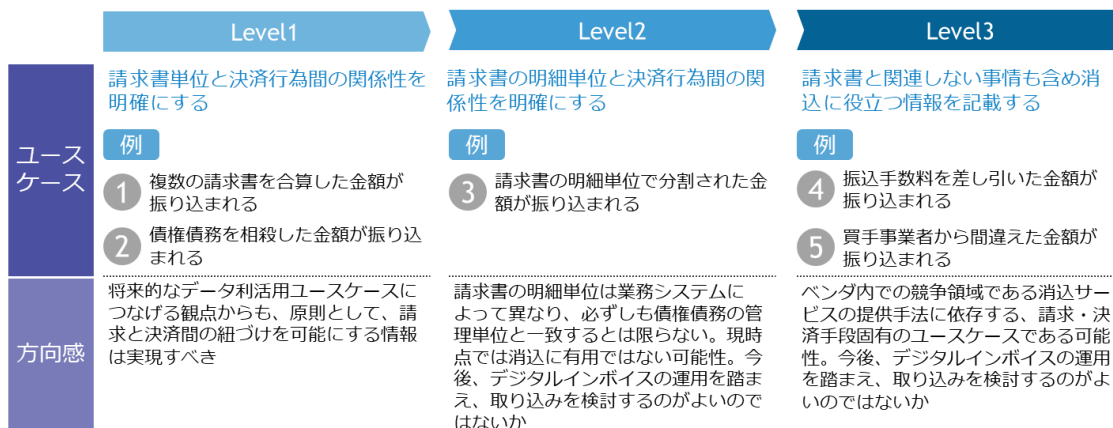 Level1
Level2
Level3
ユース
ケース
請求書単位と決済行為間の関係性を
明確にする
例
1 複数の請求書を合算した金額が
振り込まれる
2 債権債務を相殺した金額が振り込
まれる
請求書の明細単位と決済行為間の関
係性を明確にする
例
3 請求書の明細単位で分割された金
額が振り込まれる
請求書と関連しない事情も含め消
込に役立つ情報を記載する
例
4 振込手数料を差し引いた金額が
振り込まれる
5 買手事業者から間違えた金額が
振り込まれる
方向感
将来的なデータ利活用ユースケースに
つなげる観点からも、原則として、請
求と決済間の紐づけを可能にする情報
は実現すべき
請求書の明細単位は業務システムに
よって異なり、必ずしも債権債務の管
理単位と一致するとは限らない。現時
点では消込に有用ではない可能性。今
後、デジタルインボイスの運用を踏ま
え、取り込みを検討するのがよいので
はないか
ベンダ内での競争領域である消込サー
ビスの提供手法に依存する、請求・決
済手段固有のユースケースである可能
性。今後、デジタルインボイスの運用
を踏まえ、取り込みを検討するのがよ
いのではないか